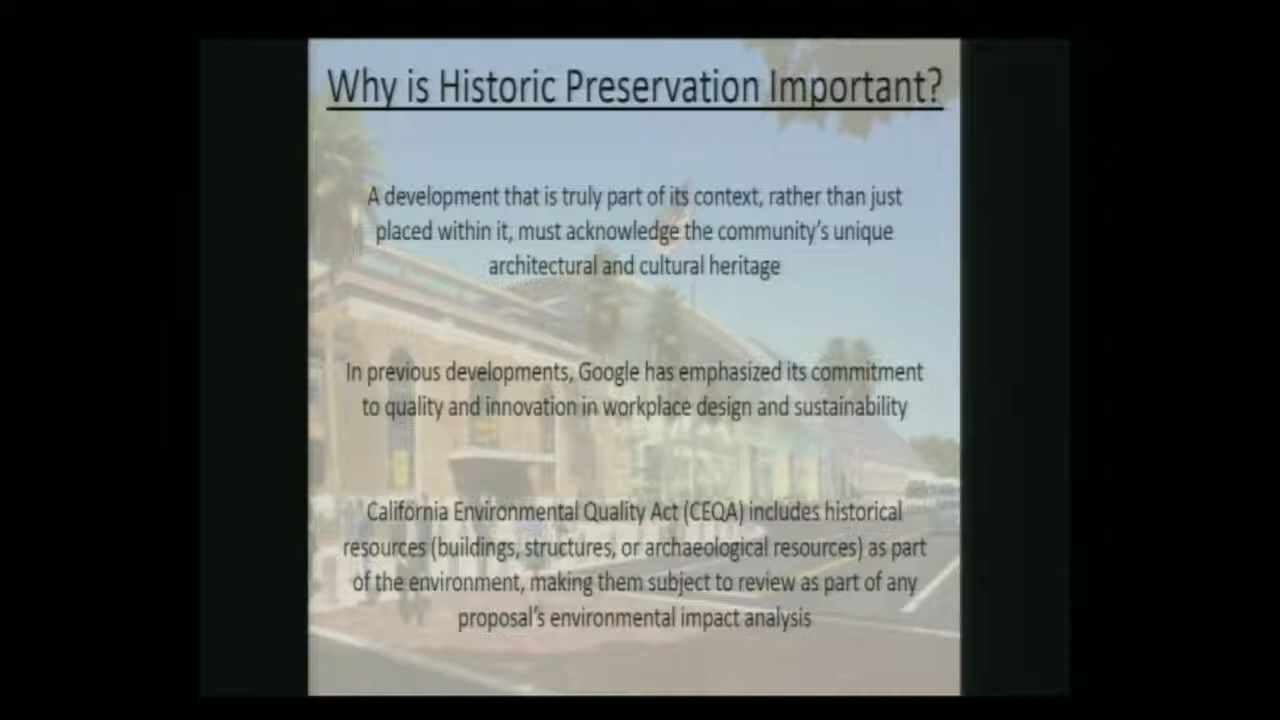 Why is Historic Preservation Important?
A development that is truly part of its context, rather than just
placed within it, must acknowledge the community's unique
architectural and cultural heritage
In previous developments, Google has emphasized its commitment
to quality and innovation in workplace design and sustainability
California Environmental Quality Act (CEQA) includes historical
resources (buildings, structures, or archaeological resources) as part
of the environment, making them subject to review as part of any
proposal's environmental impact analysis